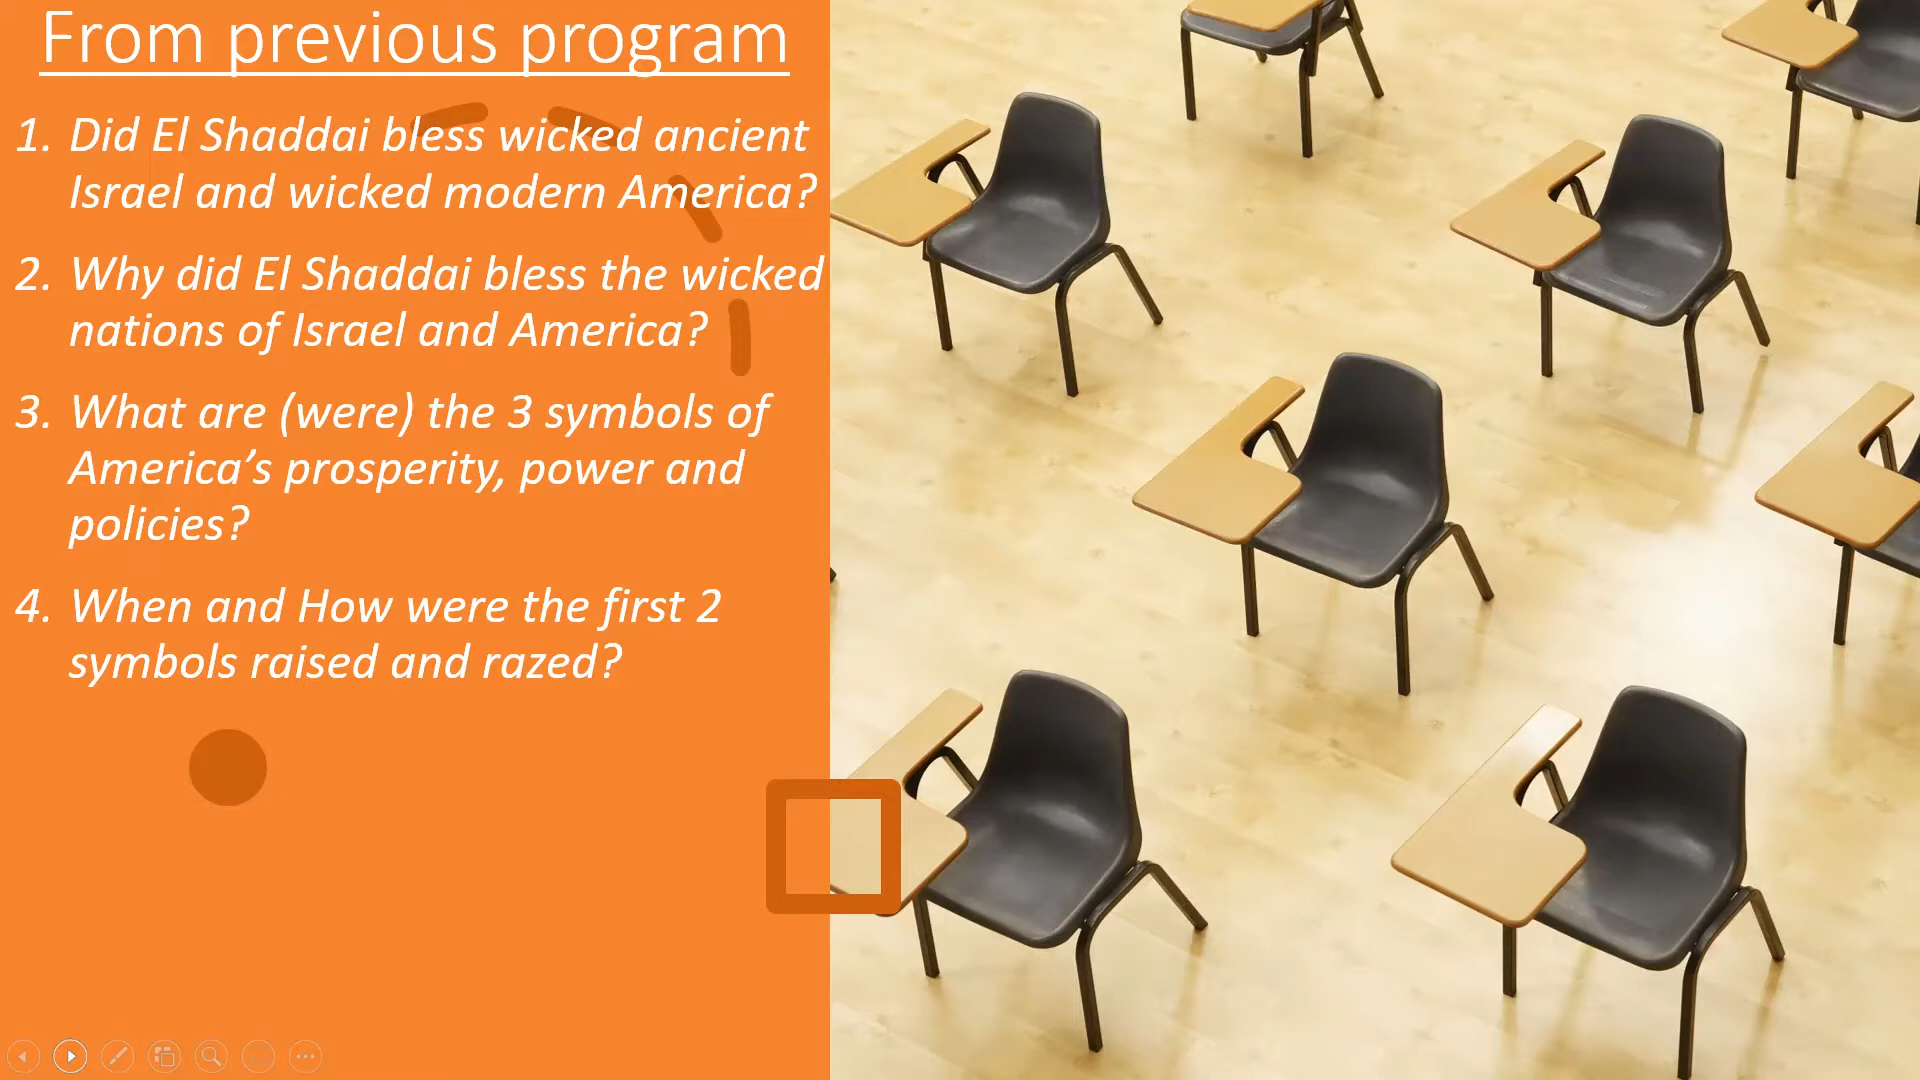 From previous program
1. Did El Shaddai bless wicked ancient
Israel and wicked modern America?
2. Why did El Shaddai bless the wicked
nations of Israel and America?
3. What are (were) the 3 symbols of
America’s prosperity, power and
policies?
4. When and How were the first 2
symbols raised and razed?